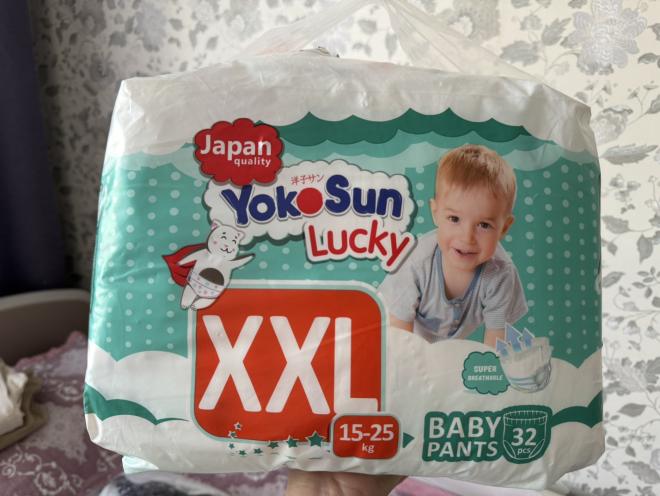 Japan
quality
洋子サン
YokoSun
Lucky
XXL
15-25
kg
SUPER
BREATHABLE
BABY
PANTS
32
pcs